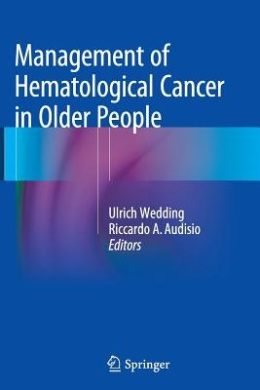 Management of
Hematological Cancer
in Older People
Ulrich Wedding
Riccardo A. Audisio
Editors
Springer